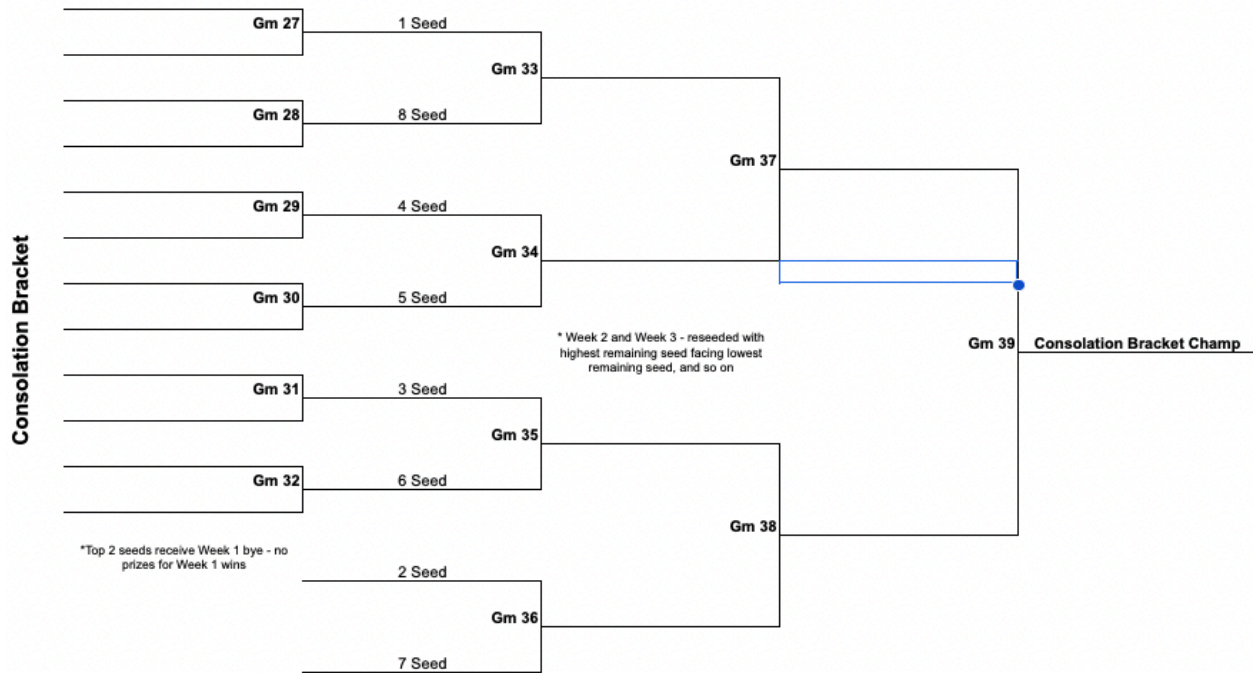 Consolation Bracket
Gm 27
1 Seed
Gm 33
Gm 28
8 Seed
Gm 37
Gm 29
4 Seed
Gm 34
Gm 30
5 Seed
* Week 2 and Week 3 - reseeded with
highest remaining seed facing lowest
remaining seed, and so on
Gm 39
Consolation Bracket Champ
Gm 31
3 Seed
Gm 35
Gm 32
6 Seed
Gm 38
*Top 2 seeds receive Week 1 bye - no
prizes for Week 1 wins
2 Seed
Gm 36
7 Seed